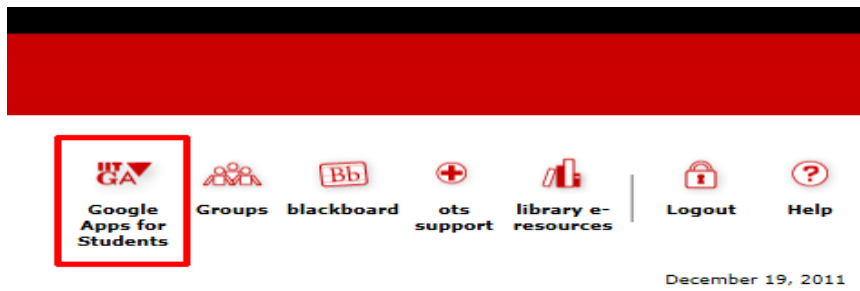 IIT
GA
Bb
?
Google Apps for Students
Groups
blackboard
ots support
library e-resources
Logout
Help
December 19, 2011